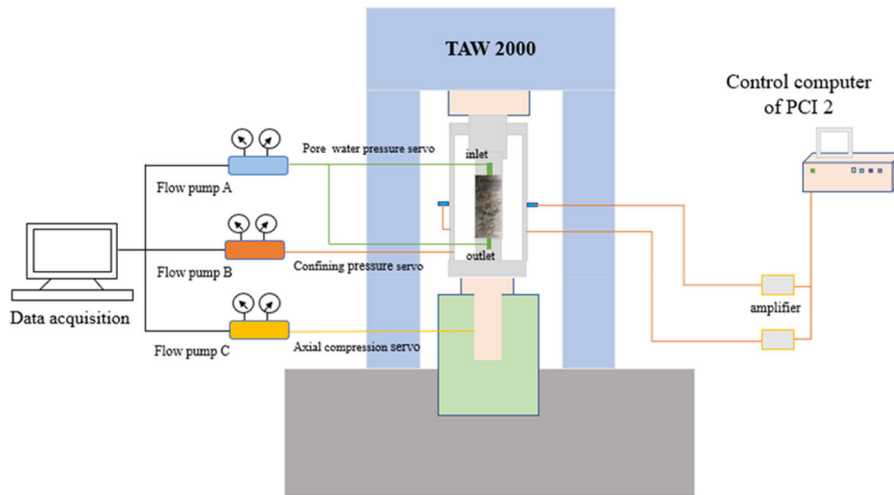 TAW 2000
Control computer
of PCI 2
Pore water pressure servo
inlet
Flow pump A
Flow pump B
Confining pressure servo
outlet
Data acquisition
amplifier
Flow pump C
Axial compression servo